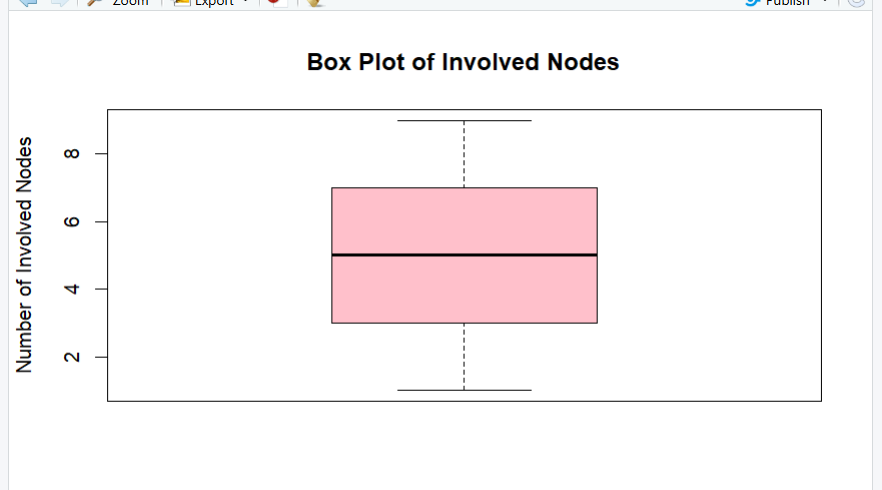 Zoom Export Publish
Box Plot of Involved Nodes
Number of Involved Nodes
8
6
4
2